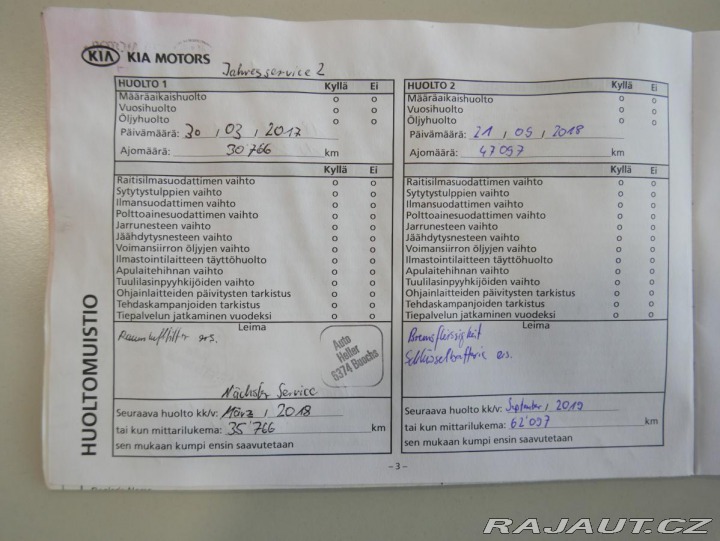 KIA KIA MOTORS
Jahresservice 2
HUOLTO 1 Kyllä Ei
Määräaikaishuolto o o
Vuosihuolto o o
Öljyhuolto o o
Päivämäärä: 30 / 03 / 2017
Ajomäärä: 30'766 km
Kyllä Ei
Raitisilmasuodattimen vaihto o o
Sytytystulppien vaihto o o
Ilmansuodattimen vaihto o o
Polttoainesuodattimen vaihto o o
Jarrunesteen vaihto o o
Jäähdytysnesteen vaihto o o
Voimansiirron öljyjen vaihto o o
Ilmastointilaitteen täyttöhuolto o o
Apulaitehihnan vaihto o o
Tuulilasinpyyhkijöiden vaihto o o
Ohjainlaitteiden päivitysten tarkistus o o
Tehdaskampanjoiden tarkistus o o
Tiepalvelun jatkaminen vuodeksi o o
Leima
Raumluftfilter ers.
Auto
Heller
6374 Buochs
Nächster Service
Seuraava huolto kk/v: März / 2018
tai kun mittarilukema: 35'766 km
sen mukaan kumpi ensin saavutetaan
HUOLTO 2 Kyllä Ei
Määräaikaishuolto o o
Vuosihuolto o o
Öljyhuolto o o
Päivämäärä: 21 / 09 / 2018
Ajomäärä: 47'097 km
Kyllä Ei
Raitisilmasuodattimen vaihto o o
Sytytystulppien vaihto o o
Ilmansuodattimen vaihto o o
Polttoainesuodattimen vaihto o o
Jarrunesteen vaihto o o
Jäähdytysnesteen vaihto o o
Voimansiirron öljyjen vaihto o o
Ilmastointilaitteen täyttöhuolto o o
Apulaitehihnan vaihto o o
Tuulilasinpyyhkijöiden vaihto o o
Ohjainlaitteiden päivitysten tarkistus o o
Tehdaskampanjoiden tarkistus o o
Tiepalvelun jatkaminen vuodeksi o o
Leima
Bremsflüssigkeit
Schlüsselbatterie ers.
Seuraava huolto kk/v: September / 2019
tai kun mittarilukema: 62'097 km
sen mukaan kumpi ensin saavutetaan
HUOLTOMUISTIO
– 3 –
RAJAUT.CZ